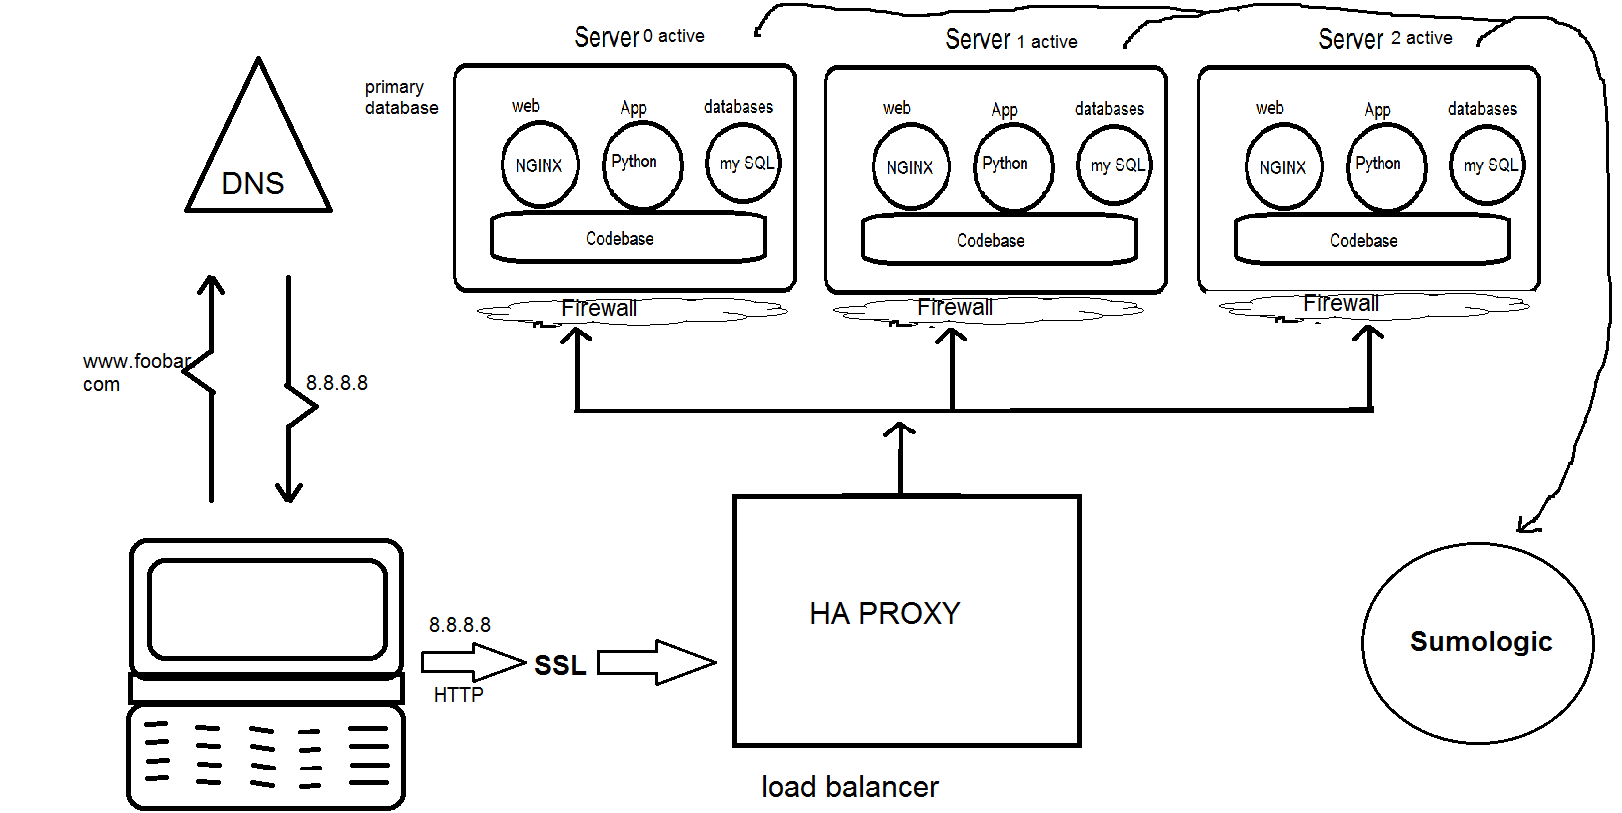 Server 0 active
Server 1 active
Server 2 active
primary
database
web
App
databases
NGINX
Python
my SQL
Codebase
Firewall
web
App
databases
NGINX
Python
my SQL
Codebase
Firewall
web
App
databases
NGINX
Python
my SQL
Codebase
Firewall
DNS
www.foobar.
com
8.8.8.8
8.8.8.8
HTTP
SSL
HA PROXY
load balancer
Sumologic